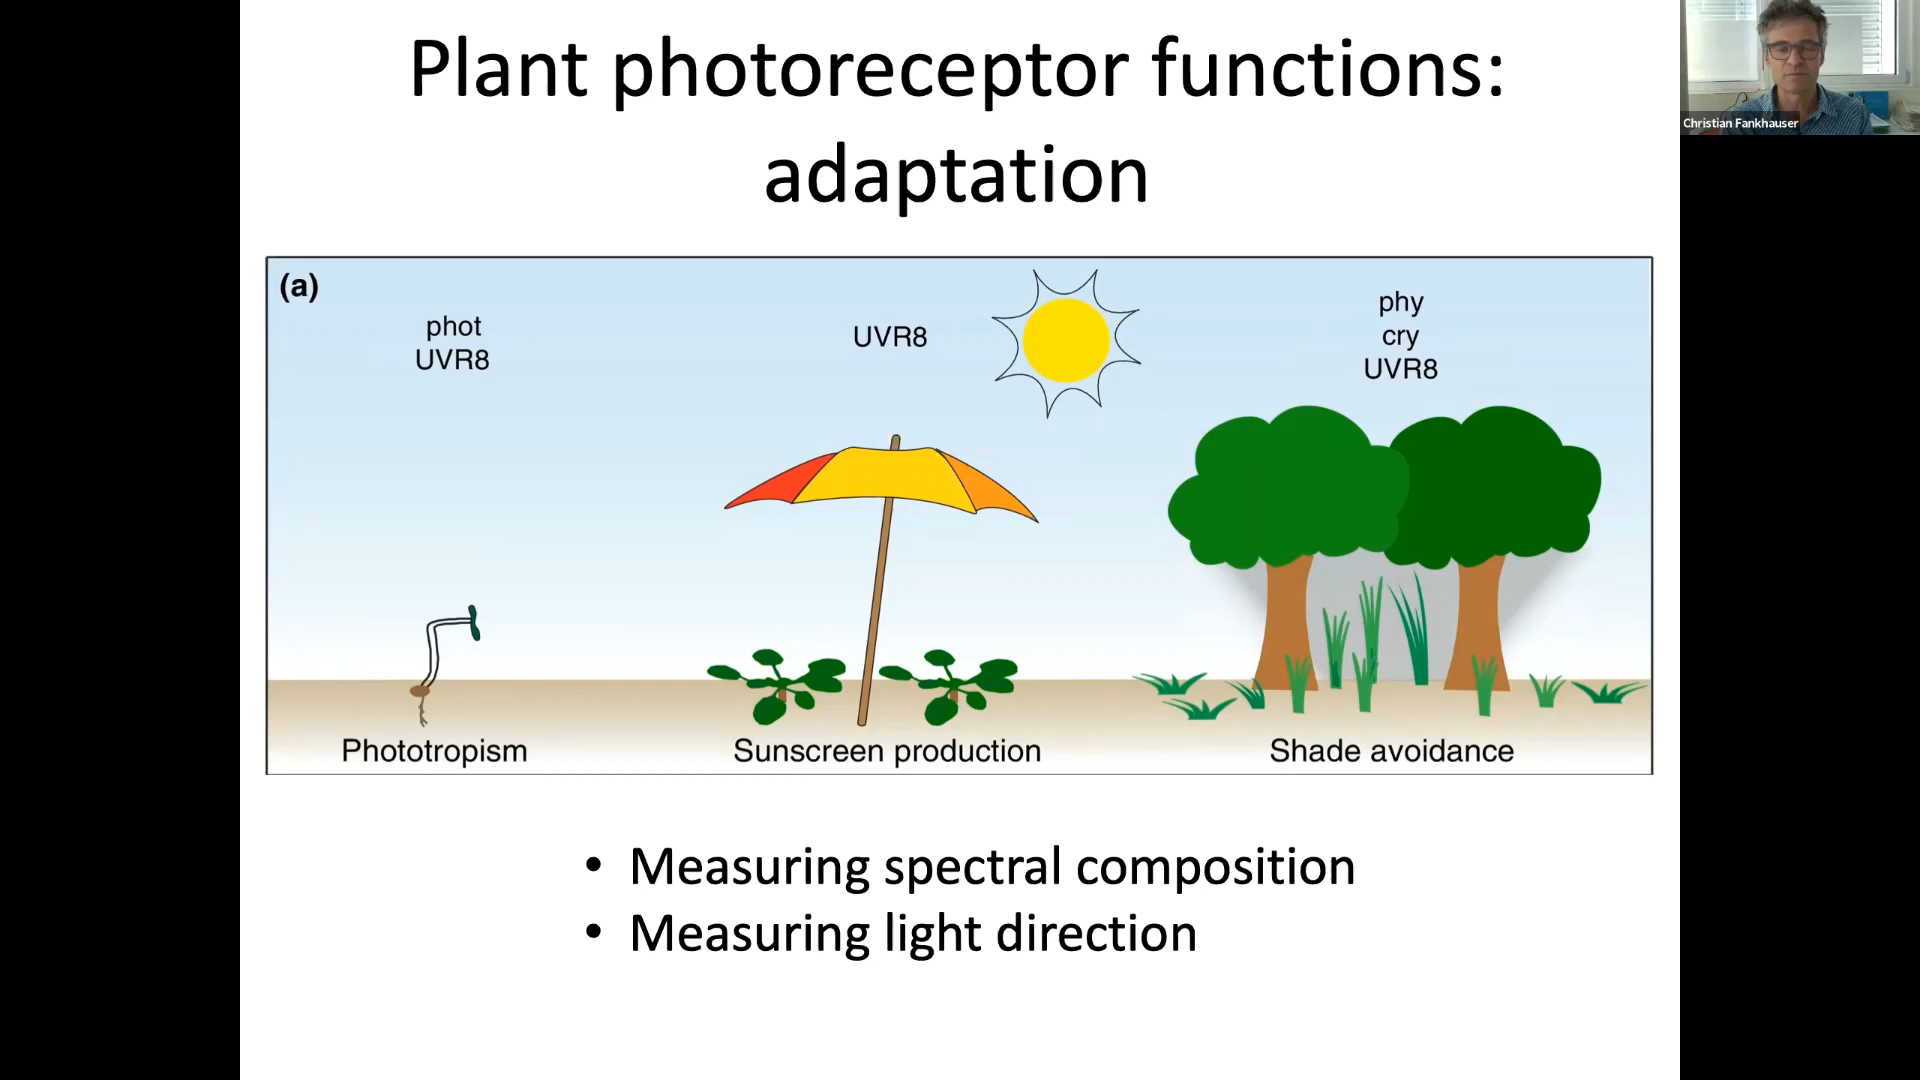 Plant photoreceptor functions:
adaptation
Christian Fankhauser
(a)
phot
UVR8
UVR8
phy
cry
UVR8
Phototropism
Sunscreen production
Shade avoidance
• Measuring spectral composition
• Measuring light direction